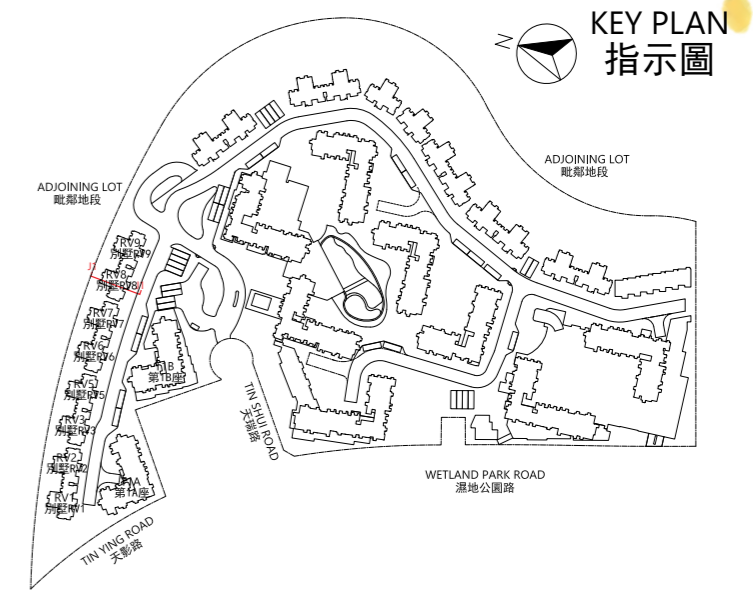 KEY PLAN
指示圖
N
ADJOINING LOT
毗鄰地段
ADJOINING LOT
毗鄰地段
RV9
別墅RV9
J1
RV8
別墅RV8
J1
RV7
別墅RV7
RV6
別墅RV6
RV5
別墅RV5
RV3
別墅RV3
RV2
別墅RV2
RV1
別墅RV1
T1B
第1B座
T1A
第1A座
TIN SHUI ROAD
天瑞路
WETLAND PARK ROAD
濕地公園路
TIN YING ROAD
天影路